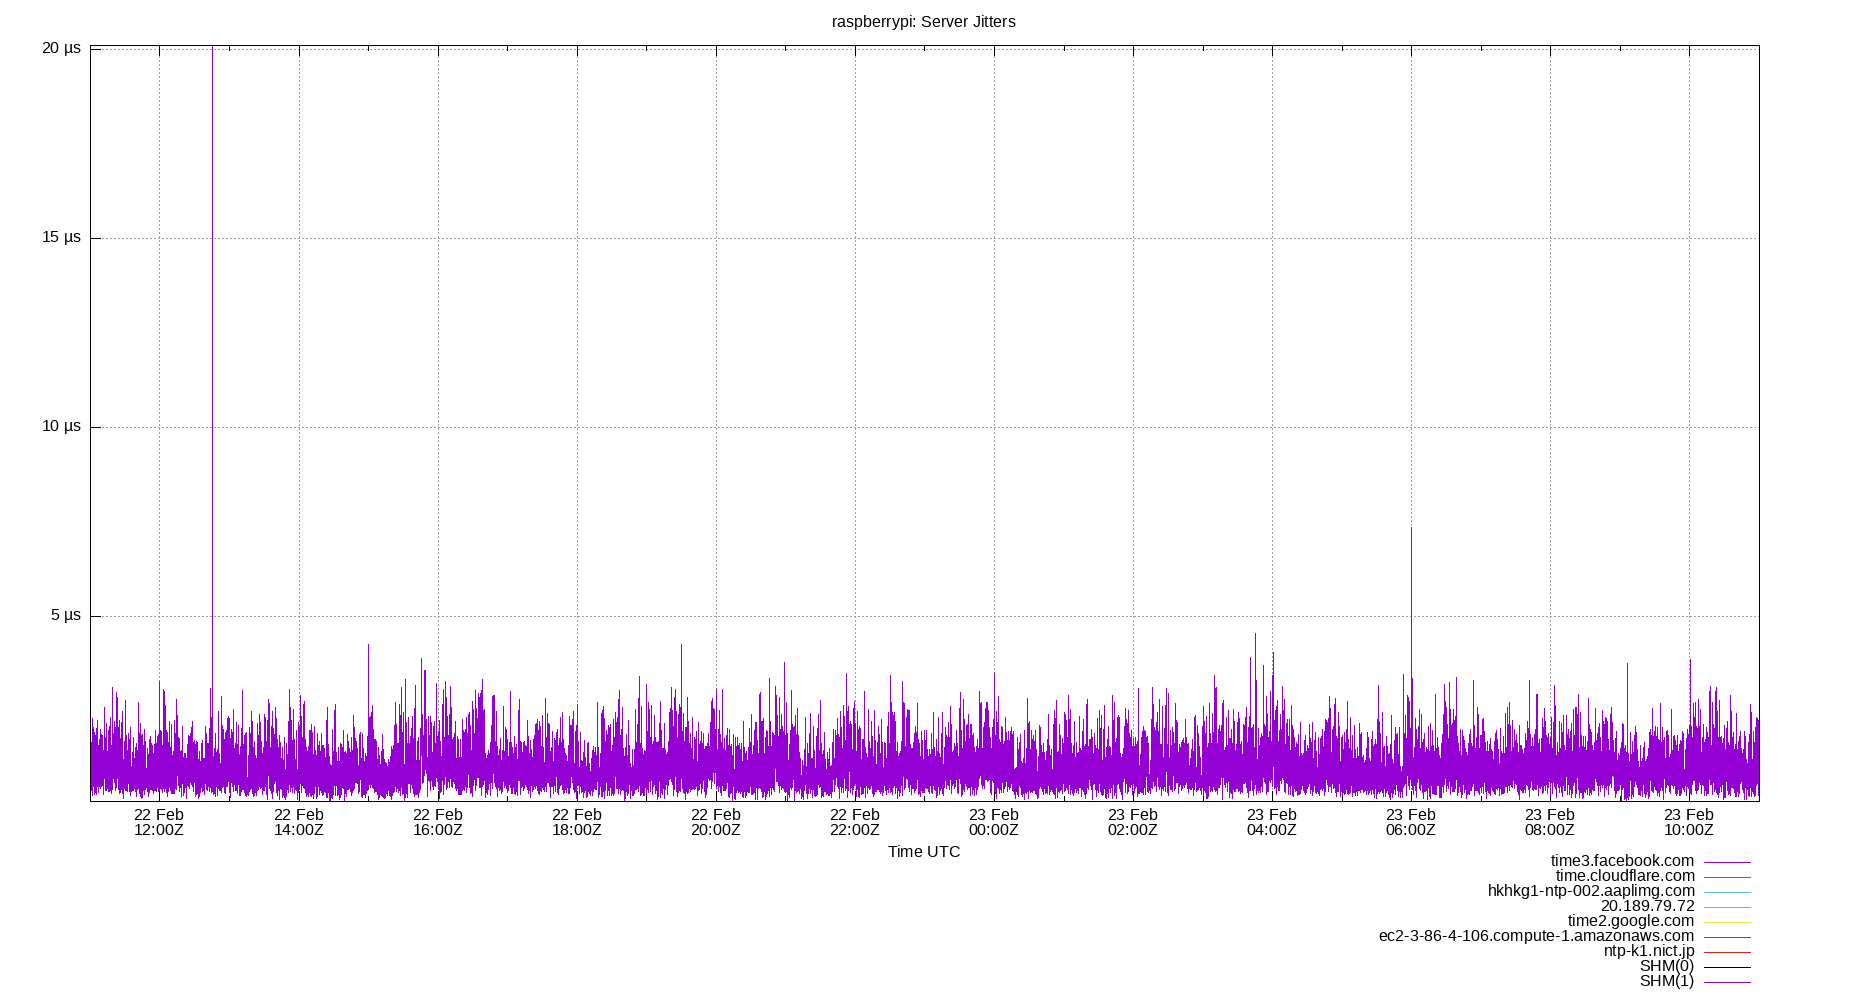 raspberrypi: Server Jitters
20 µs
15 µs
10 µs
5 µs
22 Feb 22 Feb 22 Feb 22 Feb 22 Feb 22 Feb 23 Feb 23 Feb 23 Feb 23 Feb 23 Feb 23 Feb
12:00Z 14:00Z 16:00Z 18:00Z 20:00Z 22:00Z 00:00Z 02:00Z 04:00Z 06:00Z 08:00Z 10:00Z
Time UTC
time3.facebook.com
time.cloudflare.com
hkhkg1-ntp-002.aaplimg.com
20.189.79.72
time2.google.com
ec2-3-86-4-106.compute-1.amazonaws.com
ntp-k1.nict.jp
SHM(0)
SHM(1)